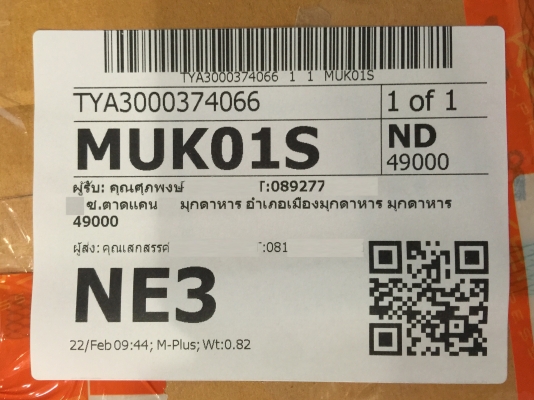 TYA3000374066 1 1 MUK01S
TYA3000374066 1 of 1
MUK01S ND
49000
ผู้รับ: คุณศุภพงษ์ :089277
ซ.ตาดแคน มุกดาหาร อำเภอเมืองมุกดาหาร มุกดาหาร
49000
ผู้ส่ง: คุณเสกสรรค์ :081
NE3
22/Feb 09:44; M-Plus; Wt:0.82